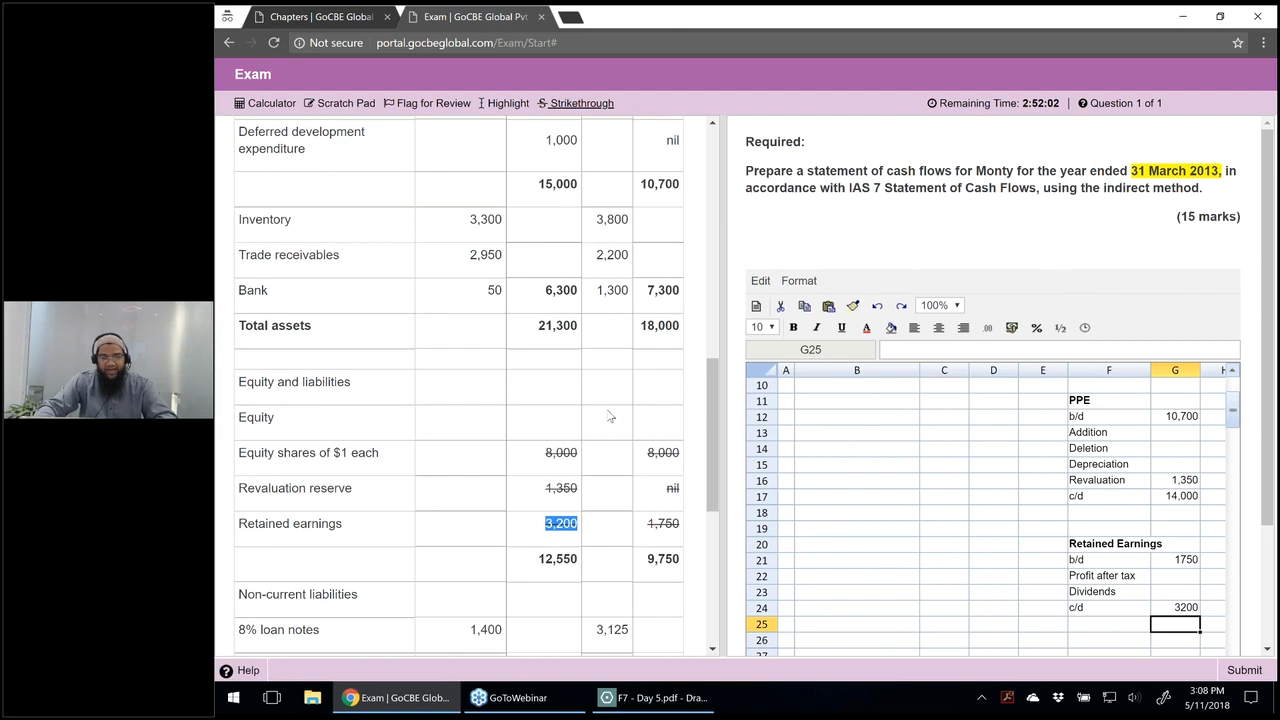 Chapters | GoCBE Global
Exam | GoCBE Global Pvt
Not secure portal.gocbeglobal.com/Exam/Start#
Exam
Calculator Scratch Pad Flag for Review Highlight Strikethrough
Remaining Time: 2:52:02 Question 1 of 1
Deferred development
expenditure 1,000 nil
15,000 10,700
Inventory 3,300 3,800
Trade receivables 2,950 2,200
Bank 50 6,300 1,300 7,300
Total assets 21,300 18,000
Equity and liabilities
Equity
Equity shares of $1 each 8,000 8,000
Revaluation reserve 1,350 nil
Retained earnings 3,200 1,750
12,550 9,750
Non-current liabilities
8% loan notes 1,400 3,125
Required:
Prepare a statement of cash flows for Monty for the year ended 31 March 2013, in
accordance with IAS 7 Statement of Cash Flows, using the indirect method.
(15 marks)
Edit Format
100%
10 B I U A .00 % 1/2
G25
A B C D E F G H
10
11 PPE
12 b/d 10,700
13 Addition
14 Deletion
15 Depreciation
16 Revaluation 1,350
17 c/d 14,000
18
19
20 Retained Earnings
21 b/d 1750
22 Profit after tax
23 Dividends
24 c/d 3200
25
26
27
Help Submit
Exam | GoCBE Glob...
GoToWebinar
F7 - Day 5.pdf - Dra...
3:08 PM
5/11/2018